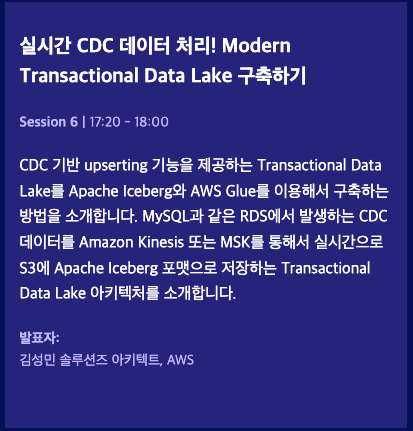 실시간 CDC 데이터 처리! Modern
Transactional Data Lake 구축하기
Session 6 | 17:20 - 18:00
CDC 기반 upserting 기능을 제공하는 Transactional Data
Lake를 Apache Iceberg와 AWS Glue를 이용해서 구축하는
방법을 소개합니다. MySQL과 같은 RDS에서 발생하는 CDC
데이터를 Amazon Kinesis 또는 MSK를 통해서 실시간으로
S3에 Apache Iceberg 포맷으로 저장하는 Transactional
Data Lake 아키텍처를 소개합니다.
발표자:
김성민 솔루션즈 아키텍트, AWS